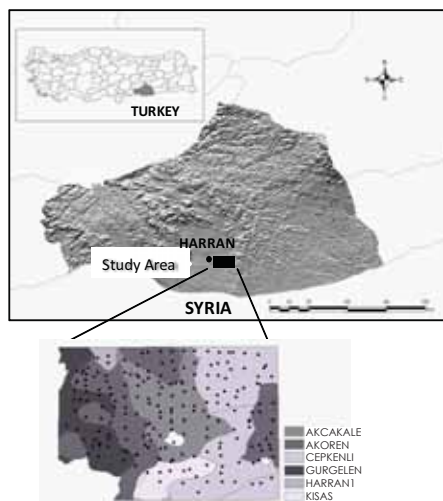 TURKEY
HARRAN
Study Area
SYRIA
AKCAKALE
AKOREN
CEPKENLI
GURGELEN
HARRAN1
KISAS